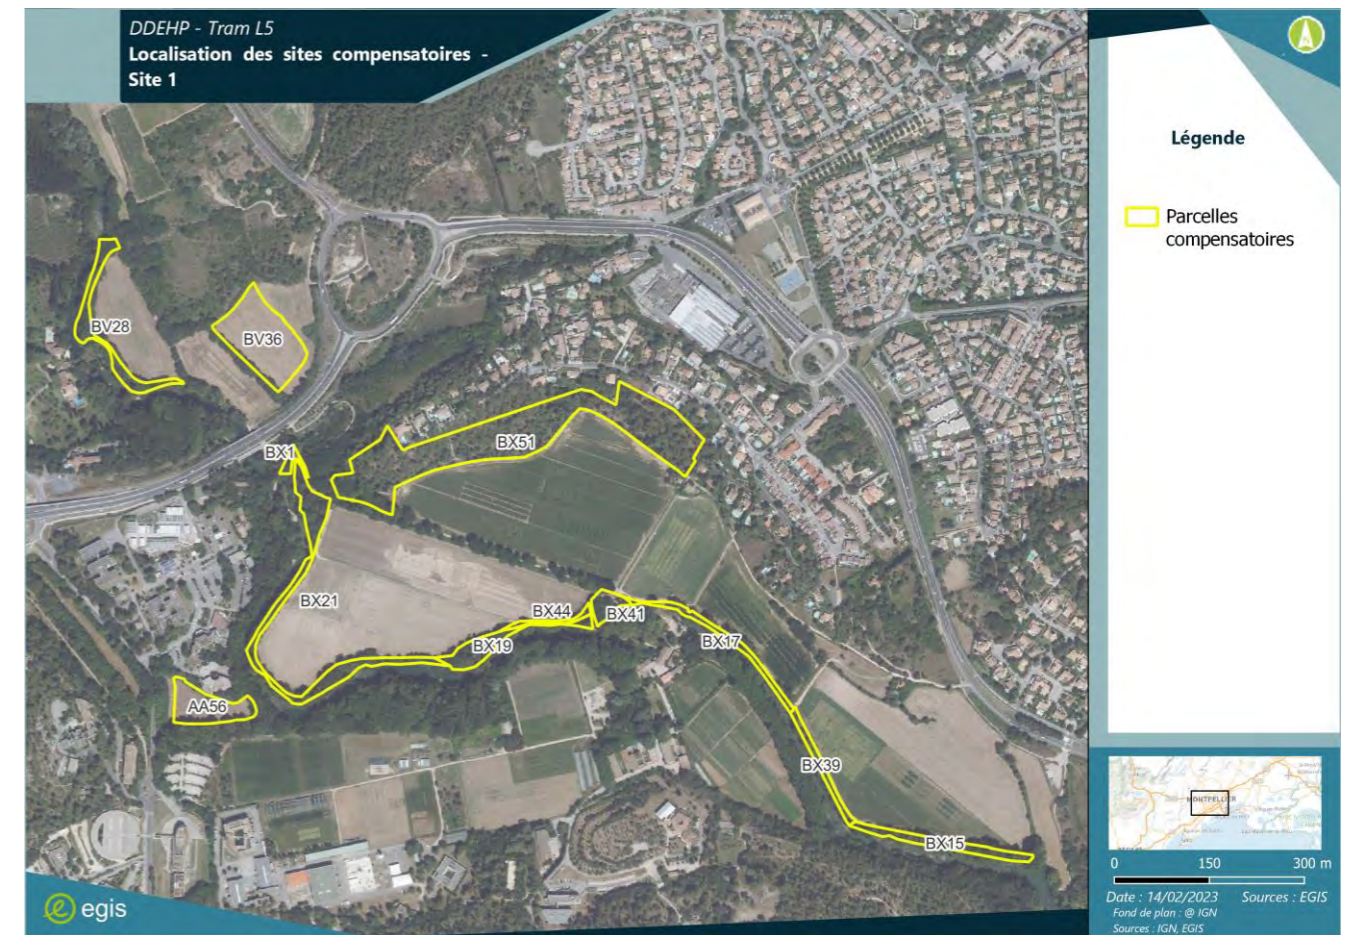 DDEHP - Tram L5
Localisation des sites compensatoires -
Site 1
Légende
Parcelles
compensatoires
BV28
BV36
BX1
BX51
BX21
BX44
BX41
BX19
BX17
AA56
BX39
BX15
MONTPELLIER
0 150 300 m
Date : 14/02/2023 Sources : EGIS
Fond de plan : @ IGN
Sources : IGN, EGIS
egis